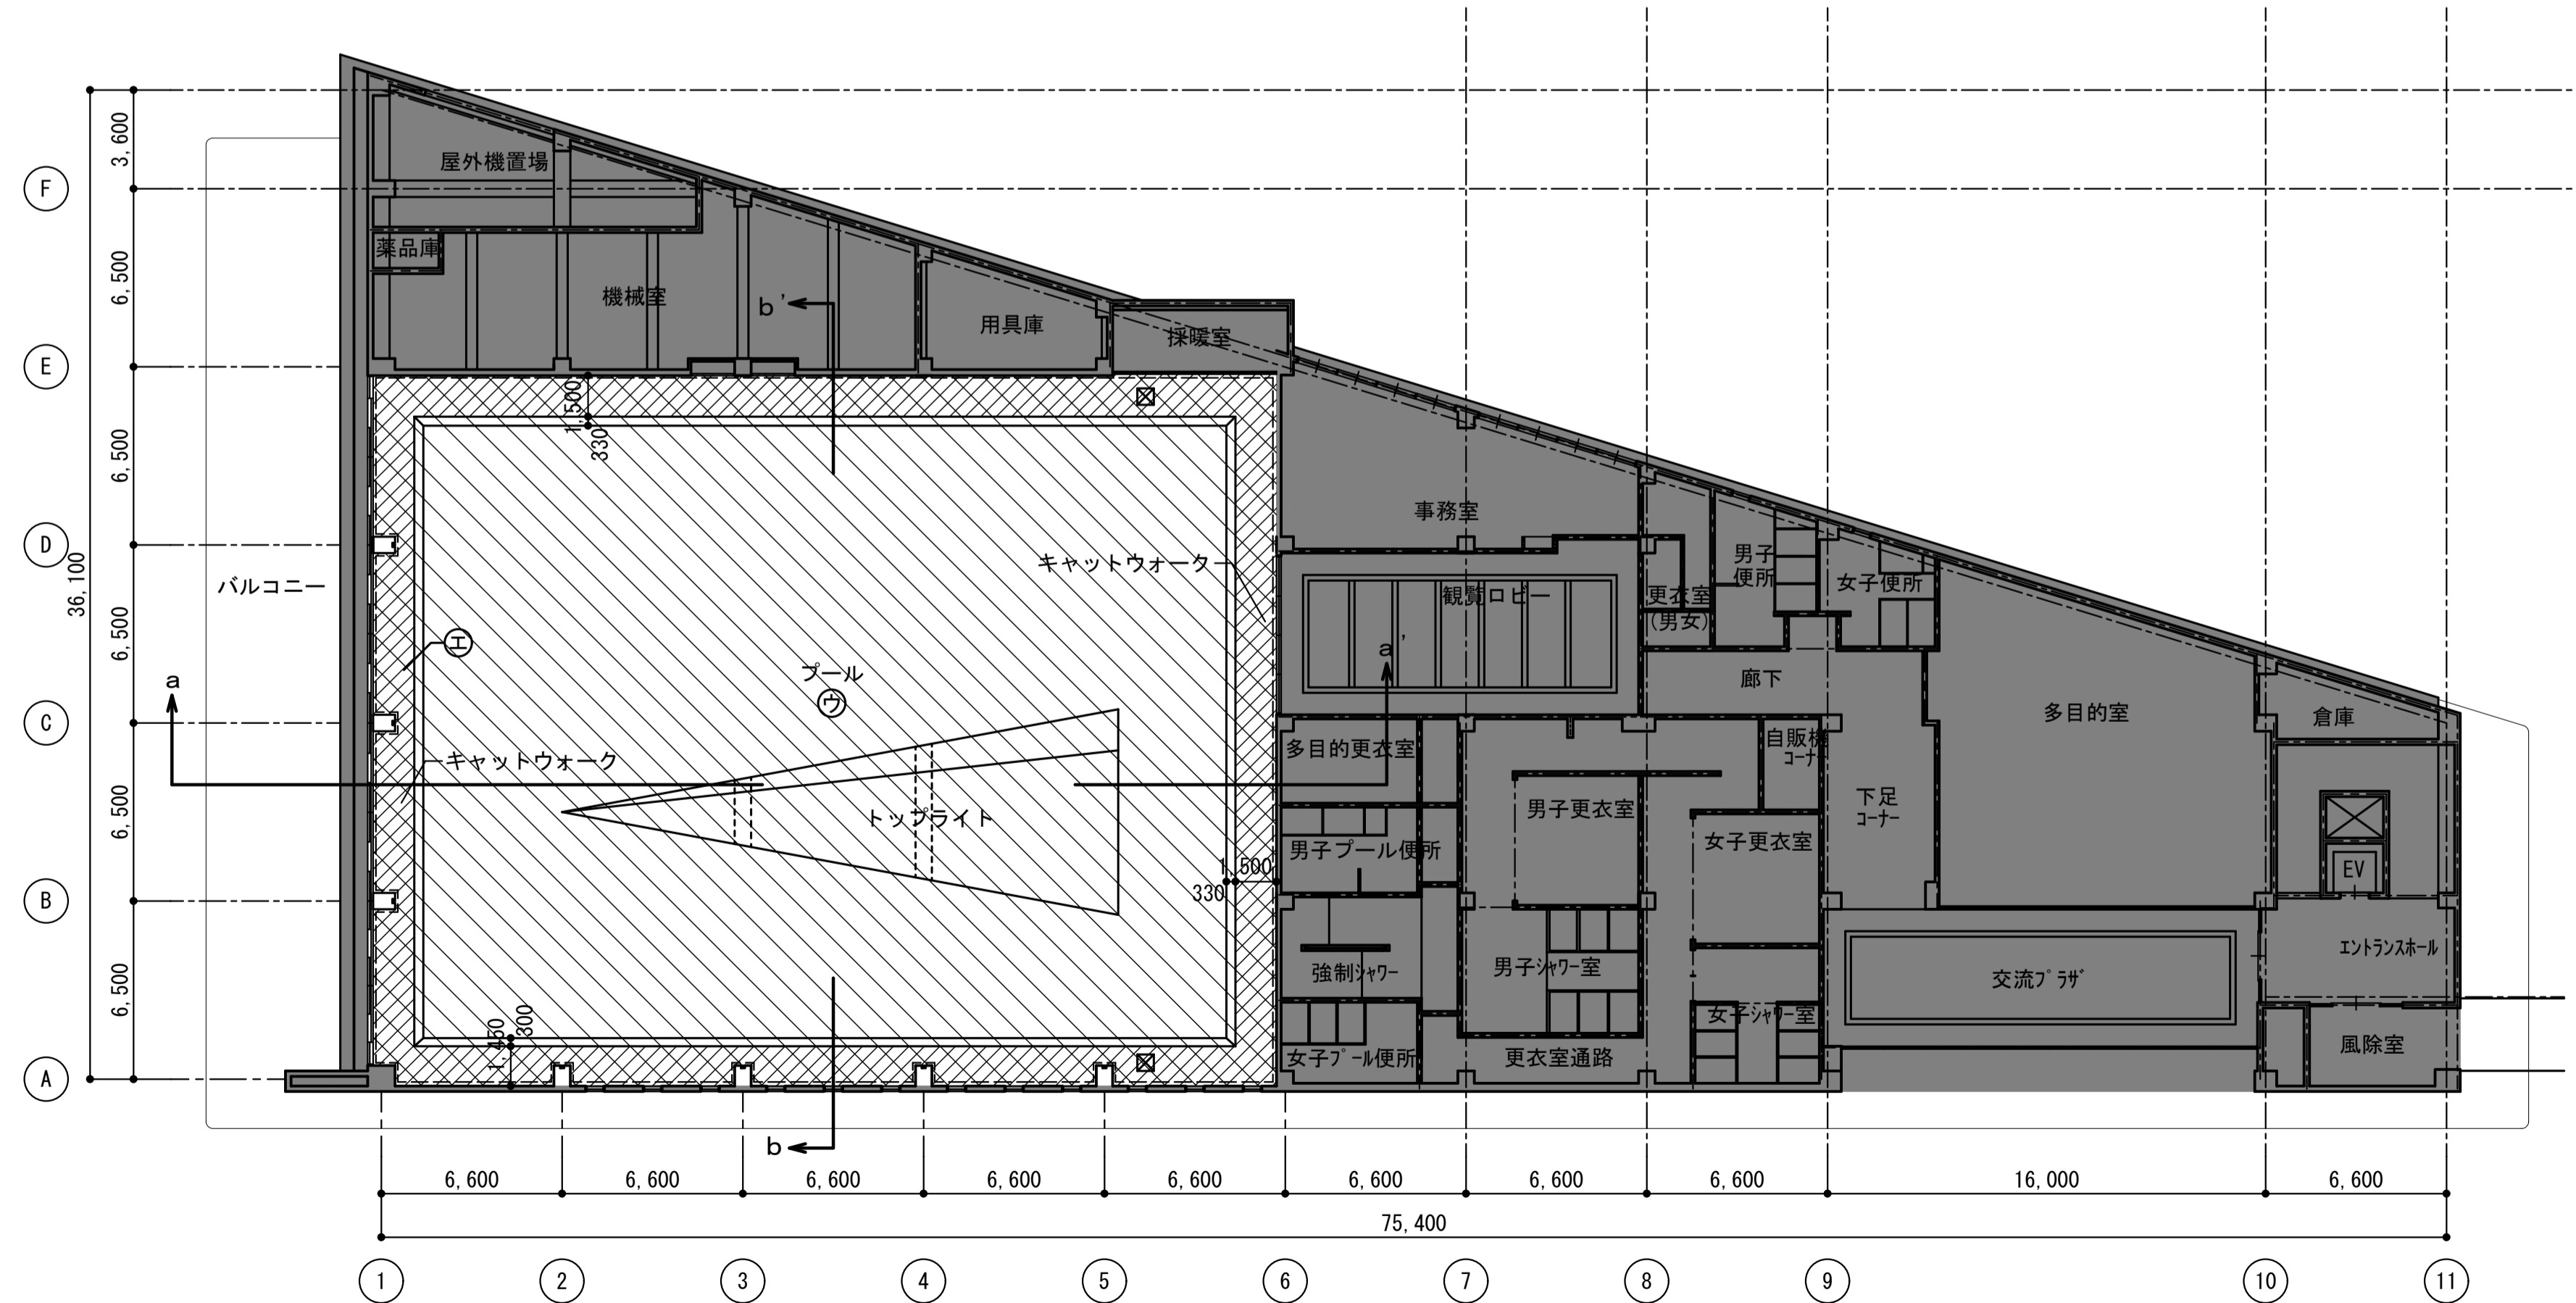 3,600
屋外機置場
F
薬品庫
6,500
機械室
b'
用具庫
採暖室
E
1,500
330
6,500
事務室
D
36,100
キャットウォーク
男子
便所
女子便所
バルコニー
観覧ロビー
更衣室
(男女)
6,500
エ
a'
プール
廊下
a
ウ
C
多目的室
倉庫
多目的更衣室
自販機
コーナー
キャットウォーク
6,500
トップライト
男子更衣室
下足
コーナー
女子更衣室
男子プール便所
1,500
330
EV
B
エントランスホール
6,500
強制シャワー
男子シャワー室
交流プラザ
300
1,450
女子シャワー室
女子プール便所
更衣室通路
風除室
A
b
6,600
6,600
6,600
6,600
6,600
6,600
6,600
6,600
16,000
6,600
75,400
1
2
3
4
5
6
7
8
9
10
11